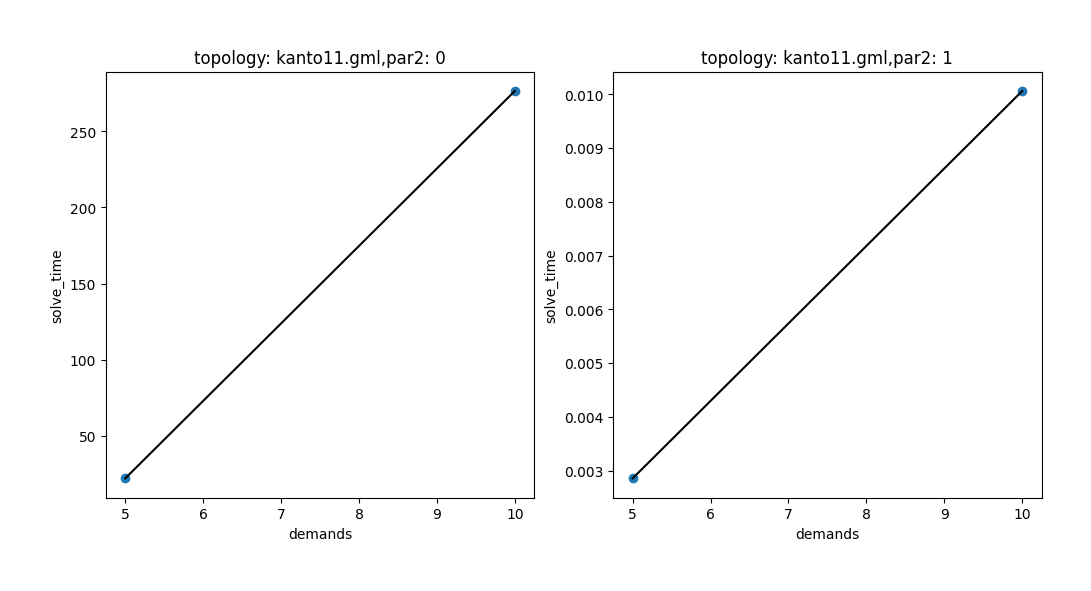 topology: kanto11.gml,par2: 0
250
200
150
100
50
solve_time
5 6 7 8 9 10
demands
topology: kanto11.gml,par2: 1
0.010
0.009
0.008
0.007
0.006
0.005
0.004
0.003
solve_time
5 6 7 8 9 10
demands